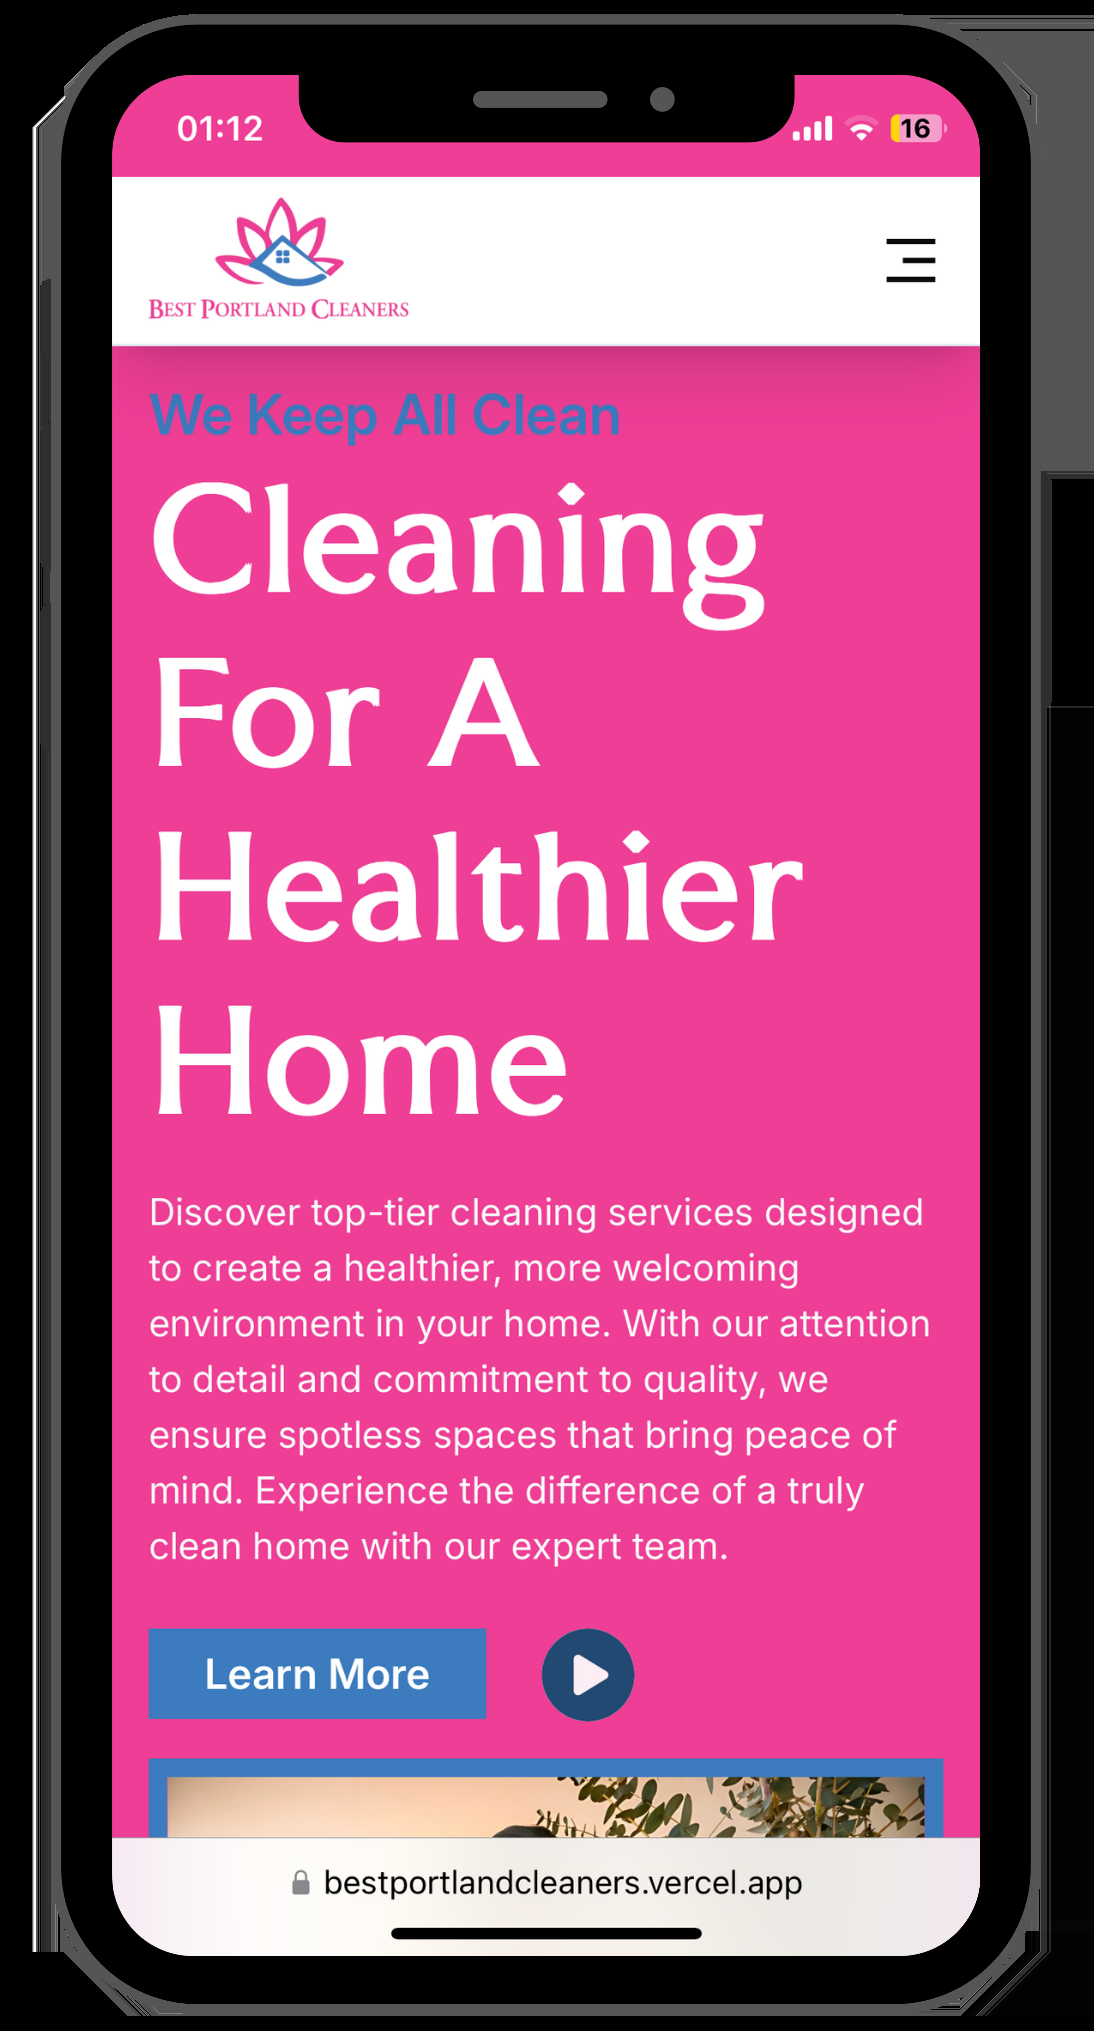 01:12
16
BEST PORTLAND CLEANERS
We Keep All Clean
Cleaning
For A
Healthier
Home
Discover top-tier cleaning services designed
to create a healthier, more welcoming
environment in your home. With our attention
to detail and commitment to quality, we
ensure spotless spaces that bring peace of
mind. Experience the difference of a truly
clean home with our expert team.
Learn More
bestportlandcleaners.vercel.app